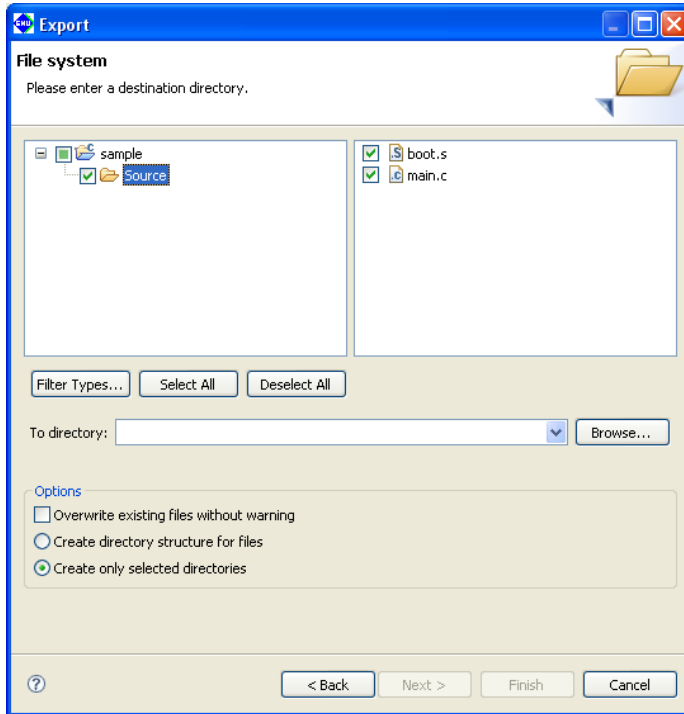 Export
File system
Please enter a destination directory.
sample
Source
boot.s
main.c
Filter Types...
Select All
Deselect All
To directory:
Browse...
Options
Overwrite existing files without warning
Create directory structure for files
Create only selected directories
< Back
Next >
Finish
Cancel